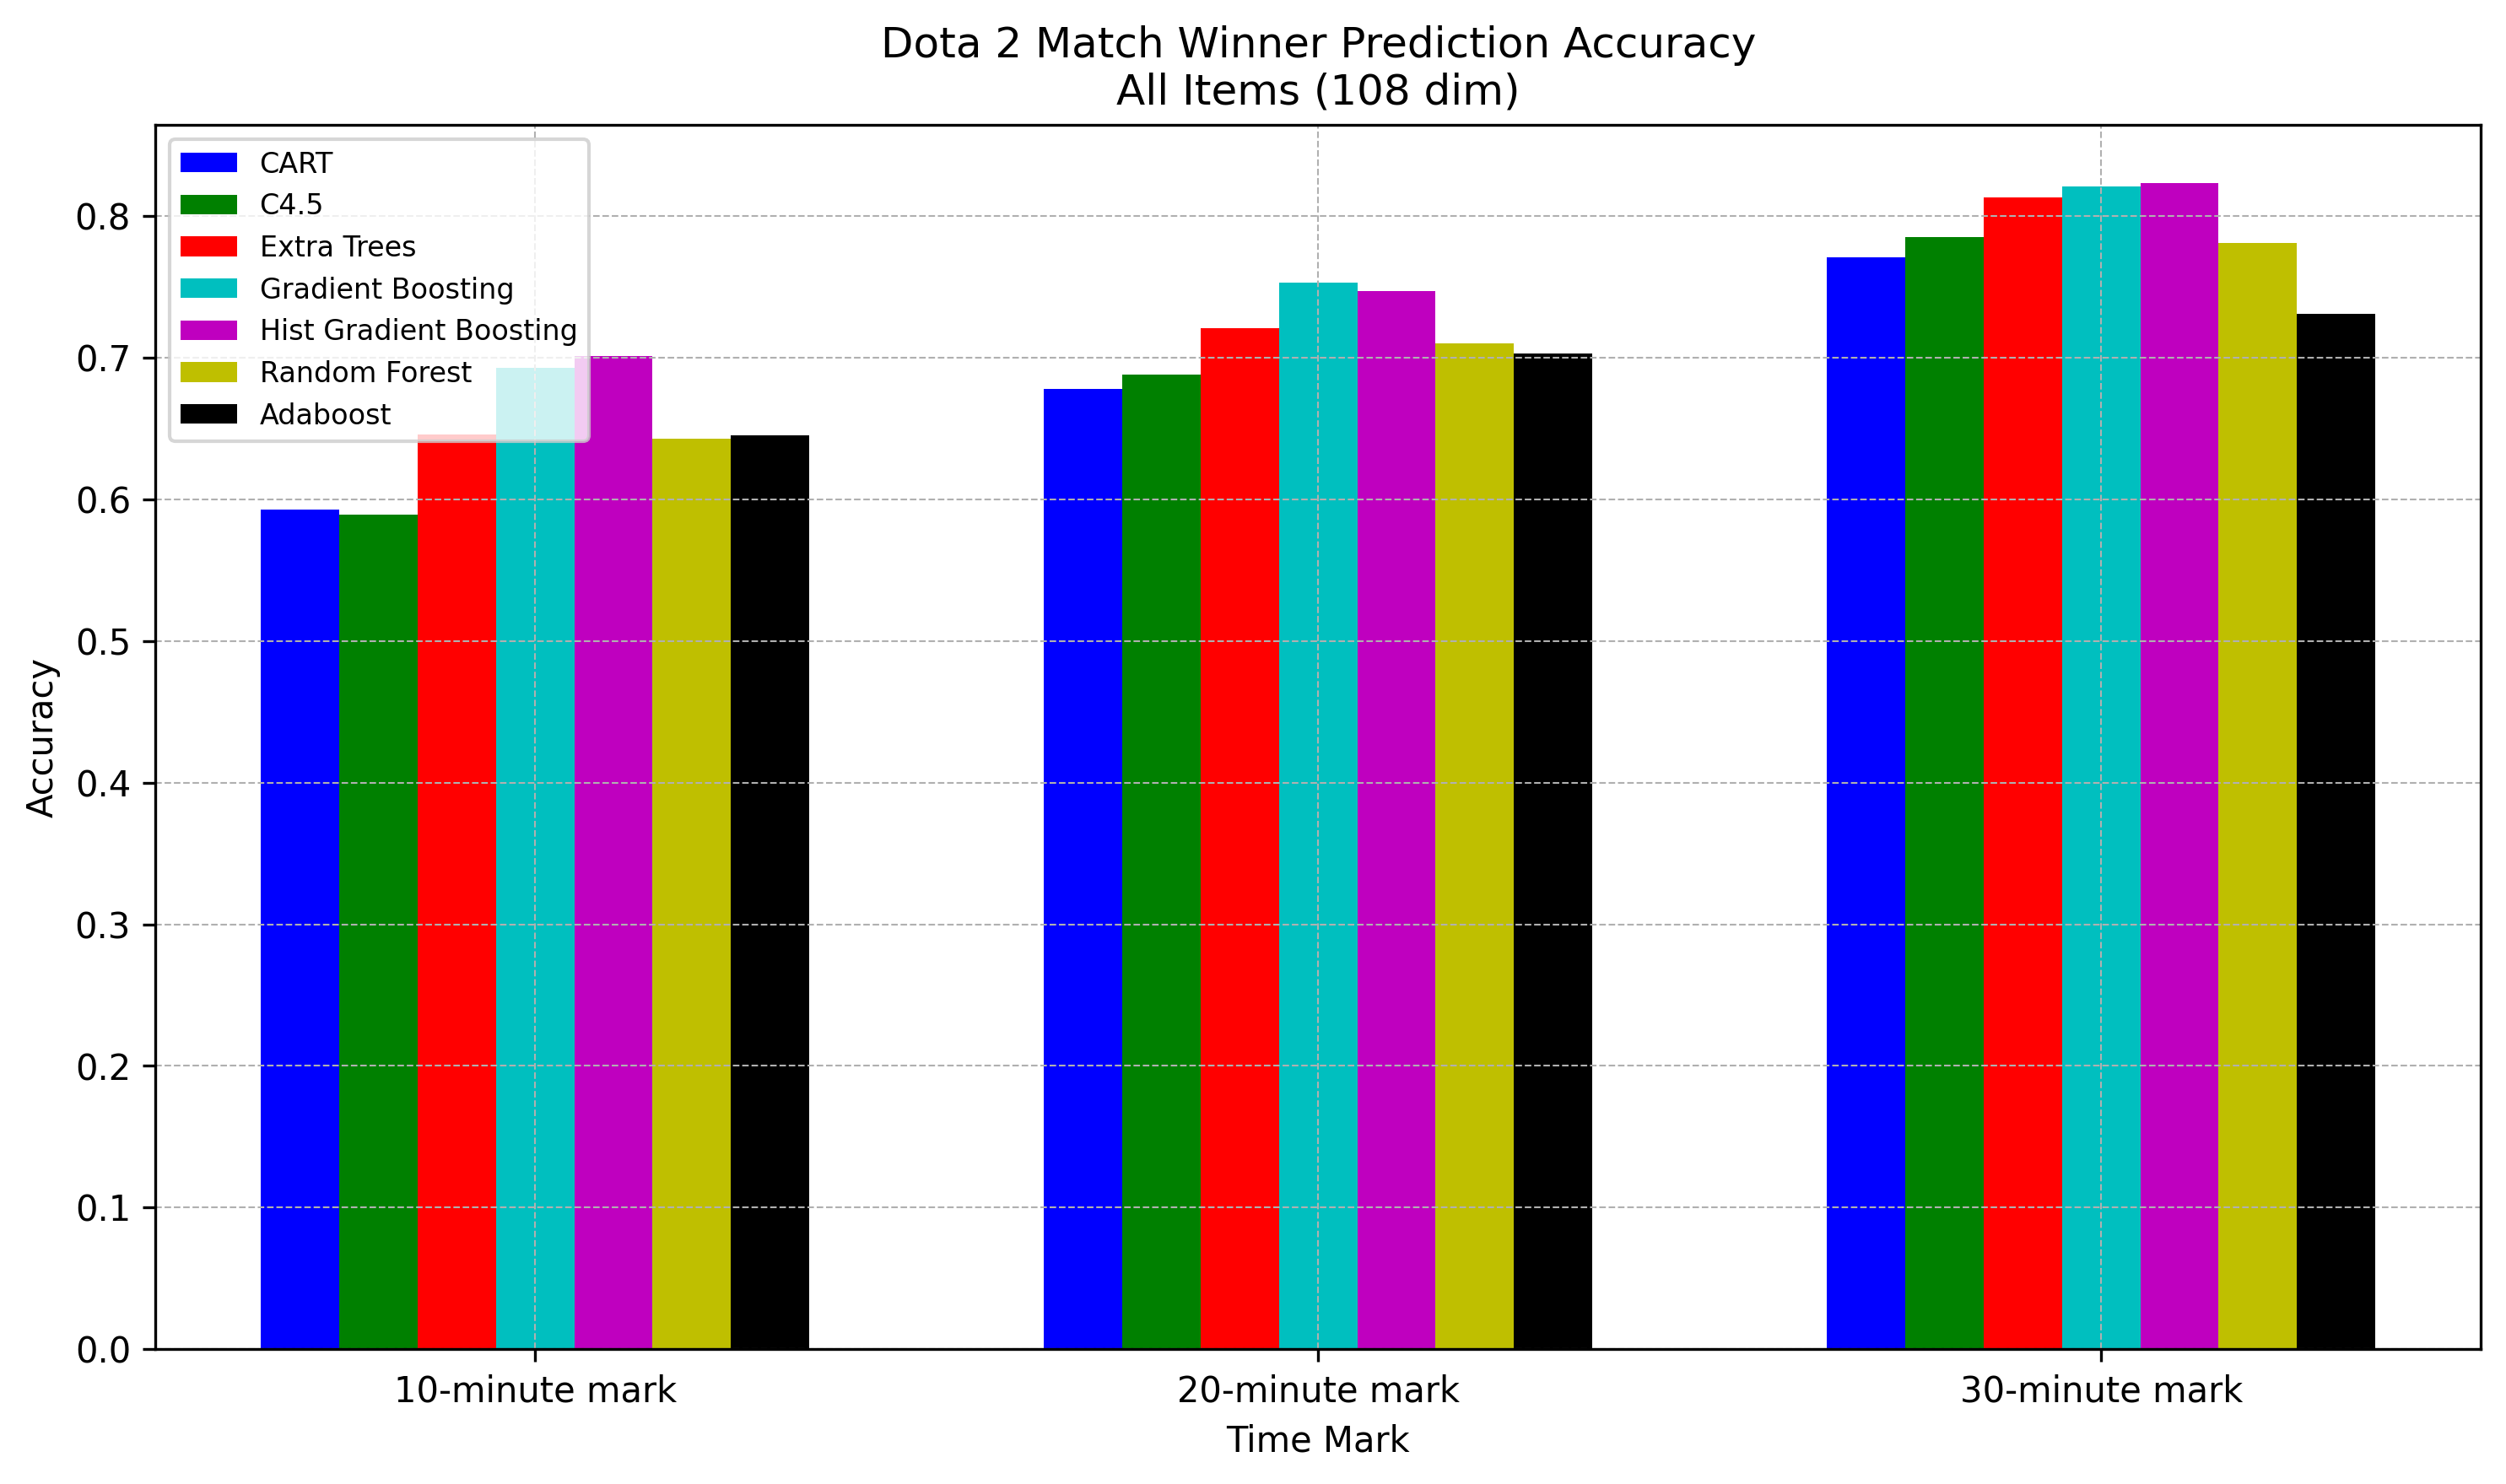 Dota 2 Match Winner Prediction Accuracy
All Items (108 dim)
CART
C4.5
Extra Trees
Gradient Boosting
Hist Gradient Boosting
Random Forest
Adaboost
Accuracy
0.8
0.7
0.6
0.5
0.4
0.3
0.2
0.1
0.0
10-minute mark
20-minute mark
30-minute mark
Time Mark